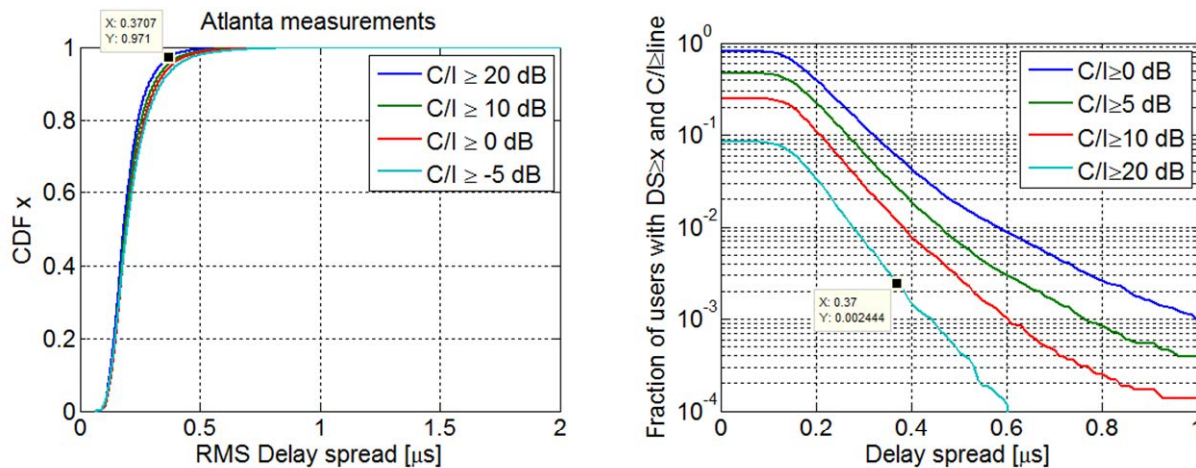 Atlanta measurements
X: 0.3707
Y: 0.971
CDF x
1
0.8
0.6
0.4
0.2
0
C/I ≥ 20 dB
C/I ≥ 10 dB
C/I ≥ 0 dB
C/I ≥ -5 dB
0 0.5 1 1.5 2
RMS Delay spread [µs]
Fraction of users with DS≥x and C/I≥line
10^0
10^-1
10^-2
10^-3
10^-4
C/I≥0 dB
C/I≥5 dB
C/I≥10 dB
C/I≥20 dB
X: 0.37
Y: 0.002444
0 0.2 0.4 0.6 0.8 1
Delay spread [µs]